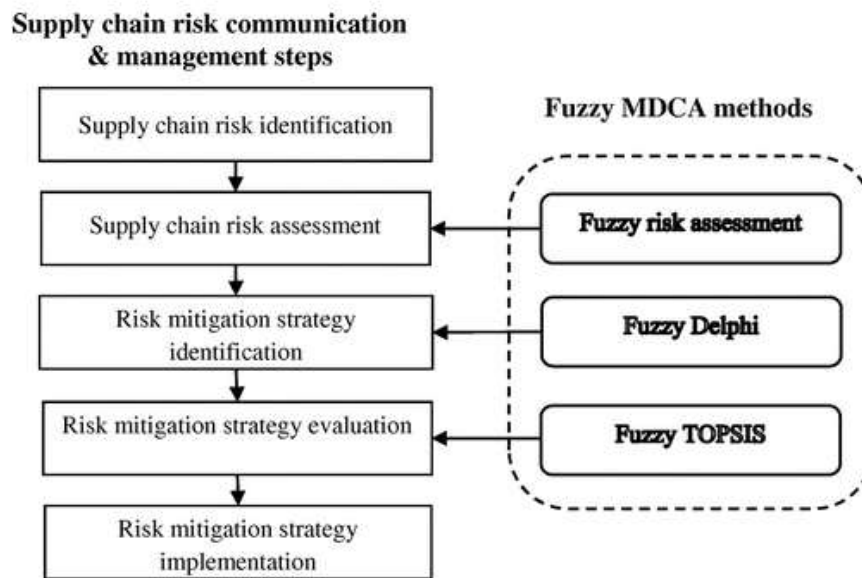 Supply chain risk communication
& management steps
Supply chain risk identification
Supply chain risk assessment
Risk mitigation strategy
identification
Risk mitigation strategy evaluation
Risk mitigation strategy
implementation
Fuzzy MDCA methods
Fuzzy risk assessment
Fuzzy Delphi
Fuzzy TOPSIS